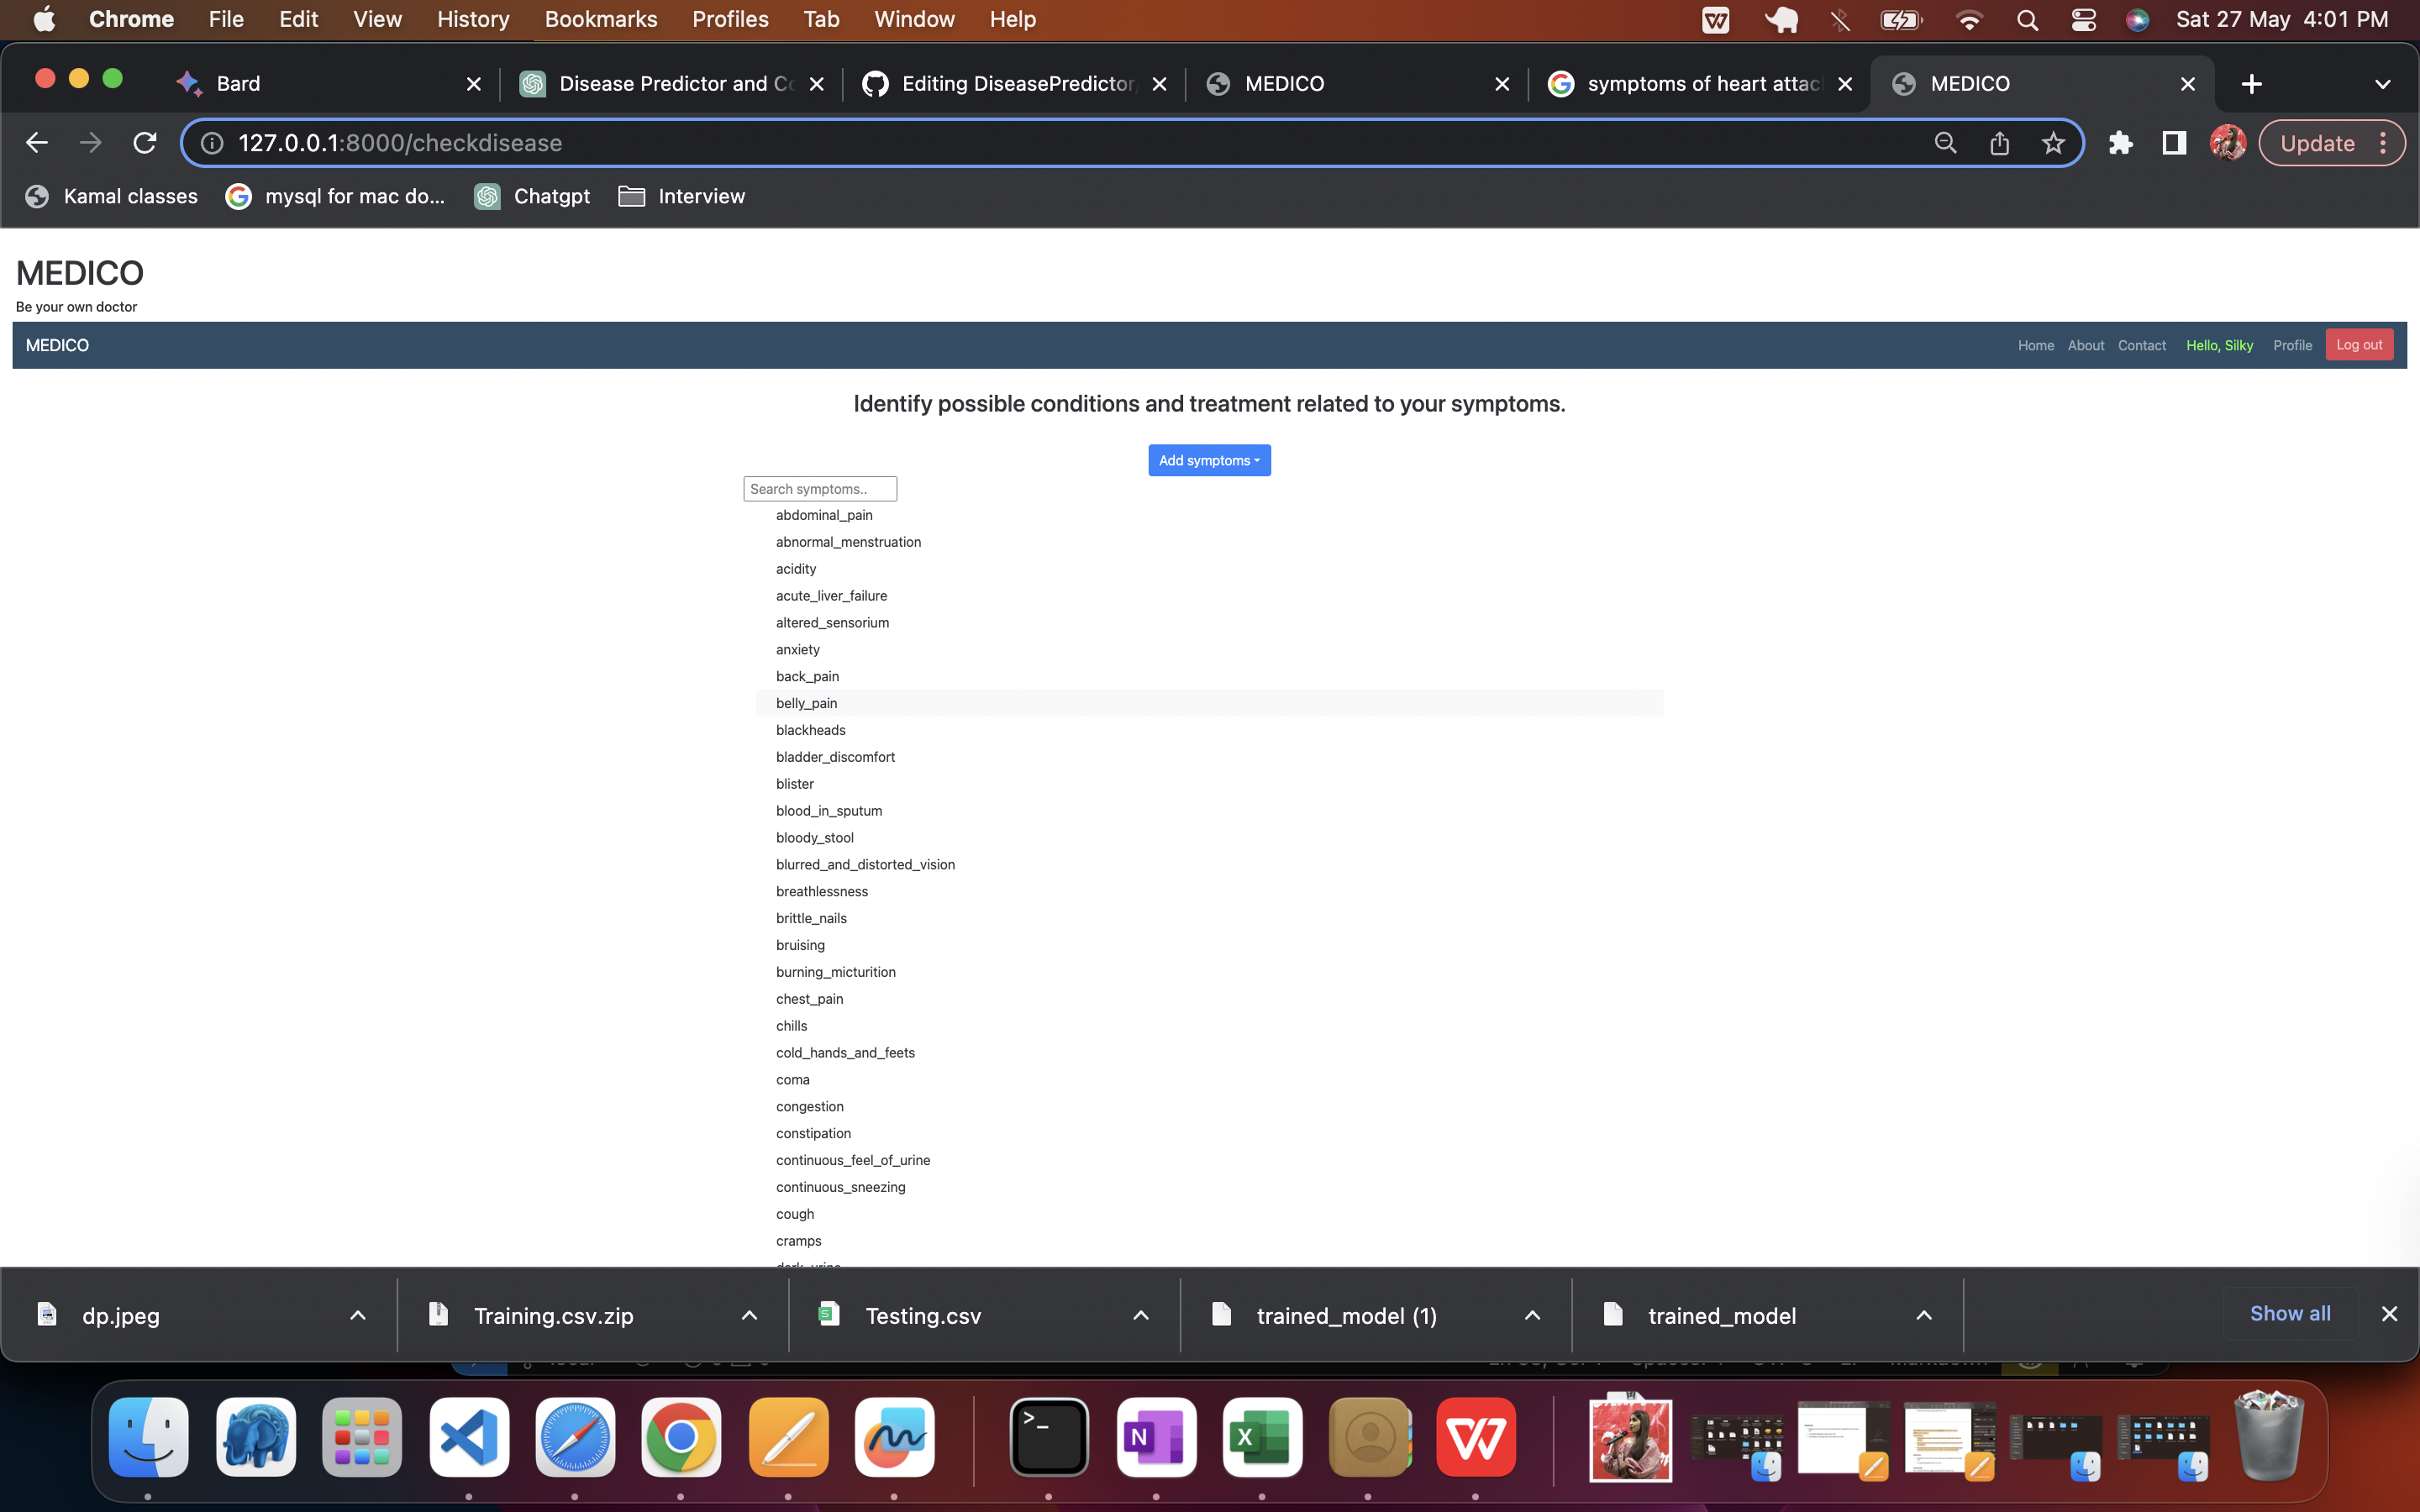 Chrome File Edit View History Bookmarks Profiles Tab Window Help Sat 27 May 4:01 PM
Bard Disease Predictor and Co Editing DiseasePredictor, MEDICO symptoms of heart attac MEDICO
127.0.0.1:8000/checkdisease Update
Kamal classes mysql for mac do... Chatgpt Interview
MEDICO
Be your own doctor
MEDICO Home About Contact Hello, Silky Profile Log out
Identify possible conditions and treatment related to your symptoms.
Add symptoms
Search symptoms..
abdominal_pain
abnormal_menstruation
acidity
acute_liver_failure
altered_sensorium
anxiety
back_pain
belly_pain
blackheads
bladder_discomfort
blister
blood_in_sputum
bloody_stool
blurred_and_distorted_vision
breathlessness
brittle_nails
bruising
burning_micturition
chest_pain
chills
cold_hands_and_feets
coma
congestion
constipation
continuous_feel_of_urine
continuous_sneezing
cough
cramps
dp.jpeg Training.csv.zip Testing.csv trained_model (1) trained_model Show all